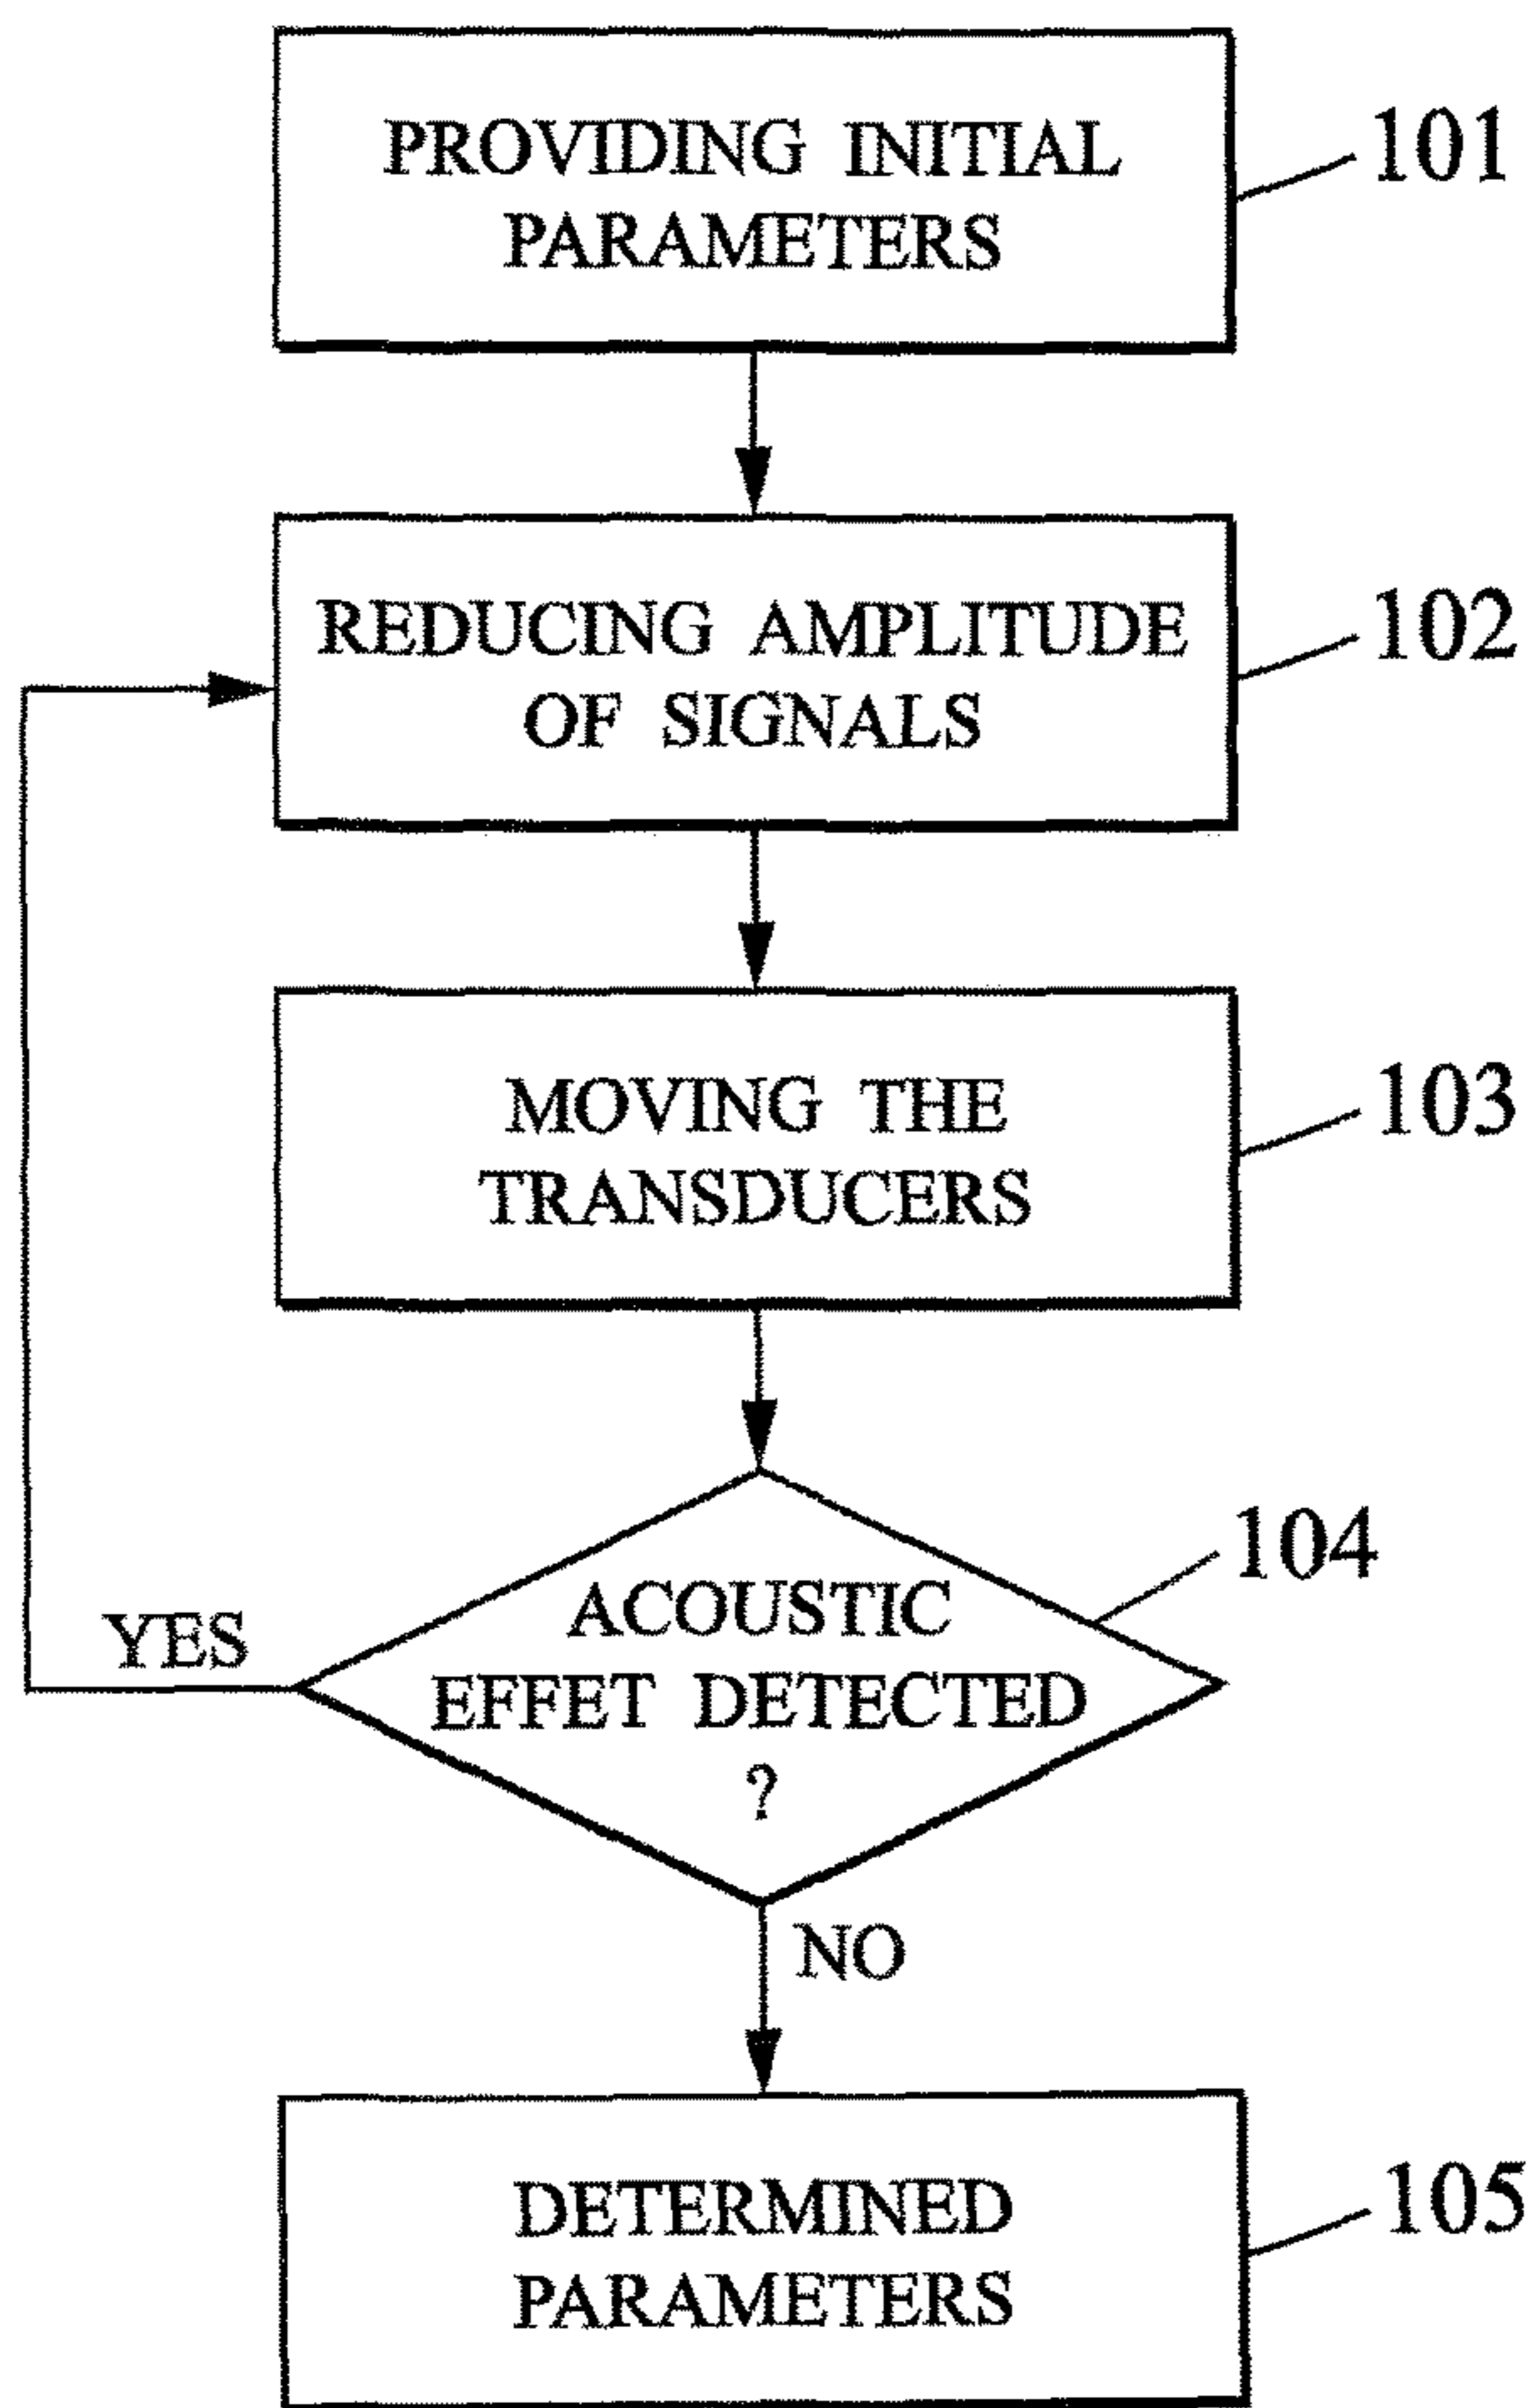 PROVIDING INITIAL
PARAMETERS
101
REDUCING AMPLITUDE
OF SIGNALS
102
MOVING THE
TRANSDUCERS
103
ACOUSTIC
EFFET DETECTED
?
104
YES
NO
DETERMINED
PARAMETERS
105